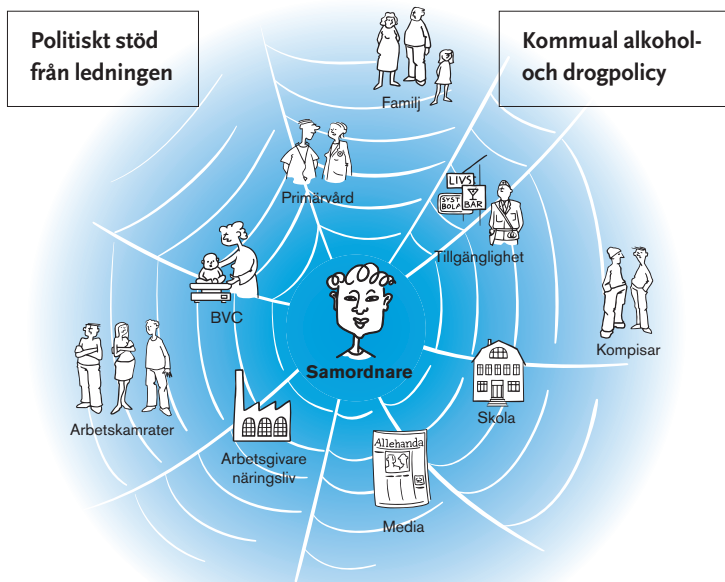 Politiskt stöd
från ledningen
Kommual alkohol-
och drogpolicy
Familj
Primärvård
LIVS
SYST
BOLA
BAR
Tillgänglighet
BVC
Kompisar
Samordnare
Skola
Arbetskamrater
Arbetsgivare
näringsliv
Allehanda
Media